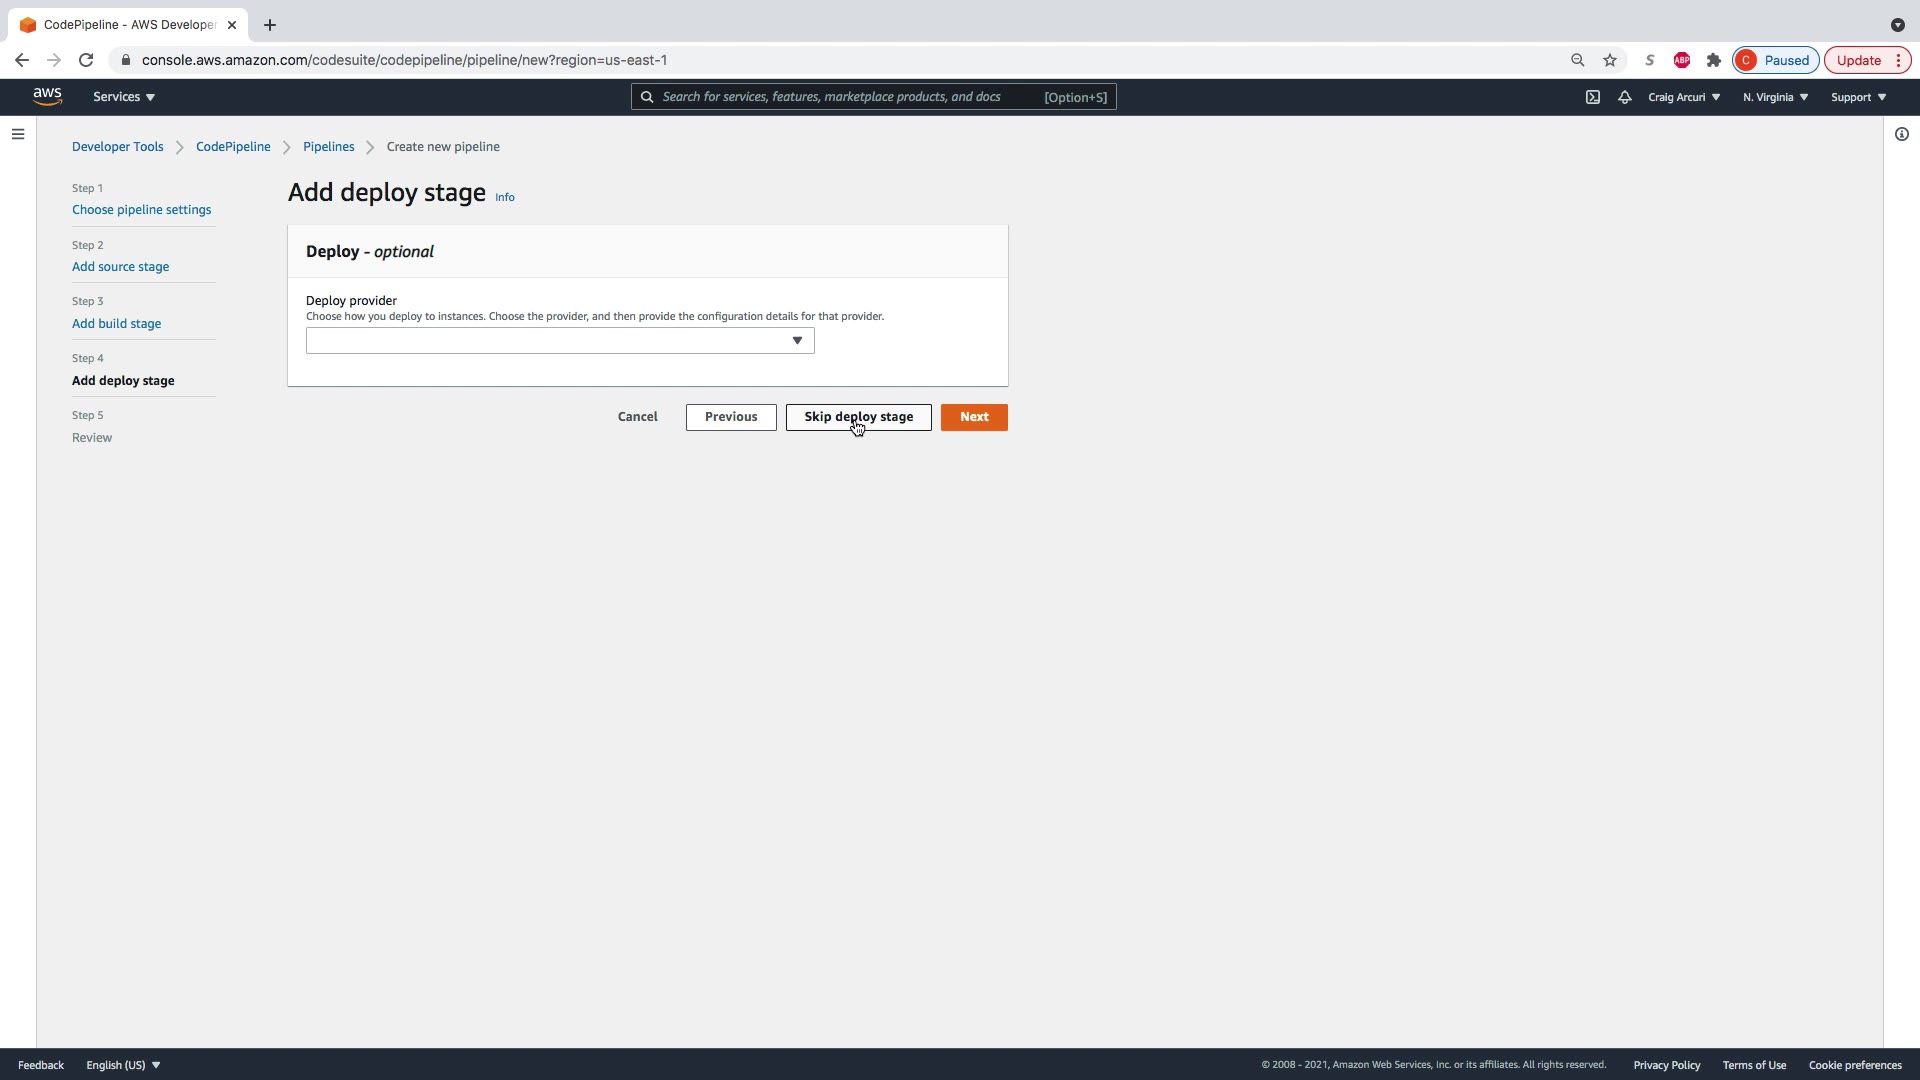 CodePipeline - AWS Developer
console.aws.amazon.com/codesuite/codepipeline/pipeline/new?region=us-east-1
ABP
C Paused
Update
aws
Services
Search for services, features, marketplace products, and docs [Option+S]
Craig Arcuri
N. Virginia
Support
Developer Tools
CodePipeline
Pipelines
Create new pipeline
Step 1
Choose pipeline settings
Step 2
Add source stage
Step 3
Add build stage
Step 4
Add deploy stage
Step 5
Review
Add deploy stage Info
Deploy - optional
Deploy provider
Choose how you deploy to instances. Choose the provider, and then provide the configuration details for that provider.
Cancel
Previous
Skip deploy stage
Next
Feedback
English (US)
© 2008 - 2021, Amazon Web Services, Inc. or its affiliates. All rights reserved.
Privacy Policy
Terms of Use
Cookie preferences